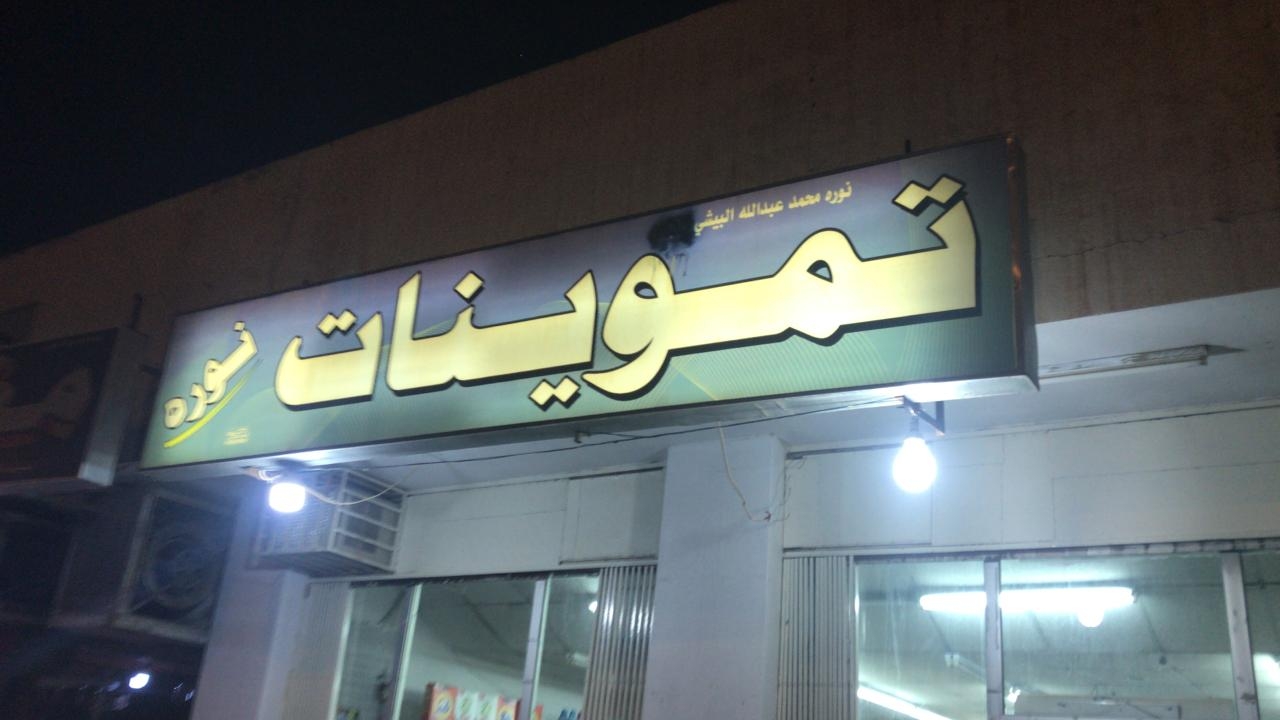 نوره محمد عبدالله البيشي
تموينات نوره